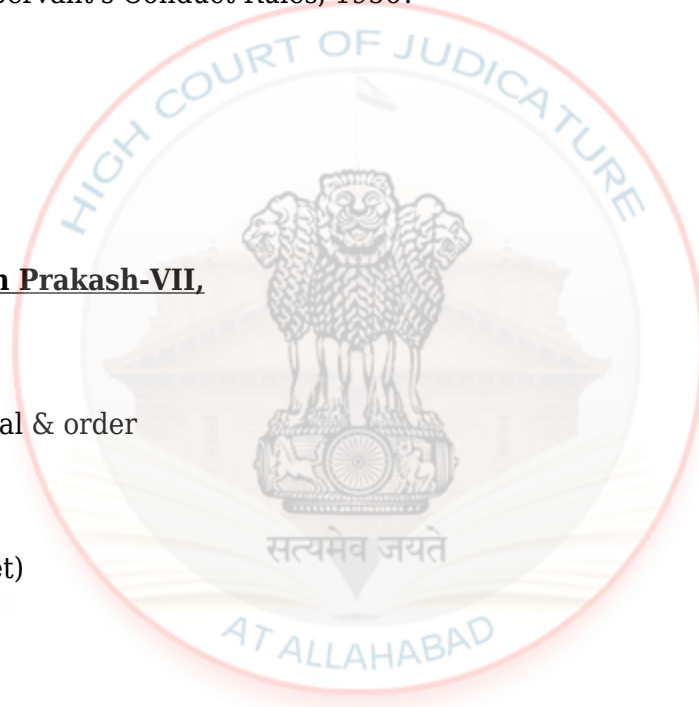 Servant's Conduct Rules, 1956.
HIGH COURT OF JUDICATURE
Prakash-VII,
al & order
सत्यमेव जयते
et)
AT ALLAHABAD